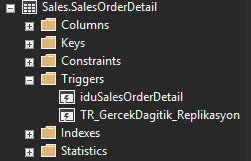 Sales.SalesOrderDetail
Columns
Keys
Constraints
Triggers
iduSalesOrderDetail
TR_GercekDagitik_Replikasyon
Indexes
Statistics